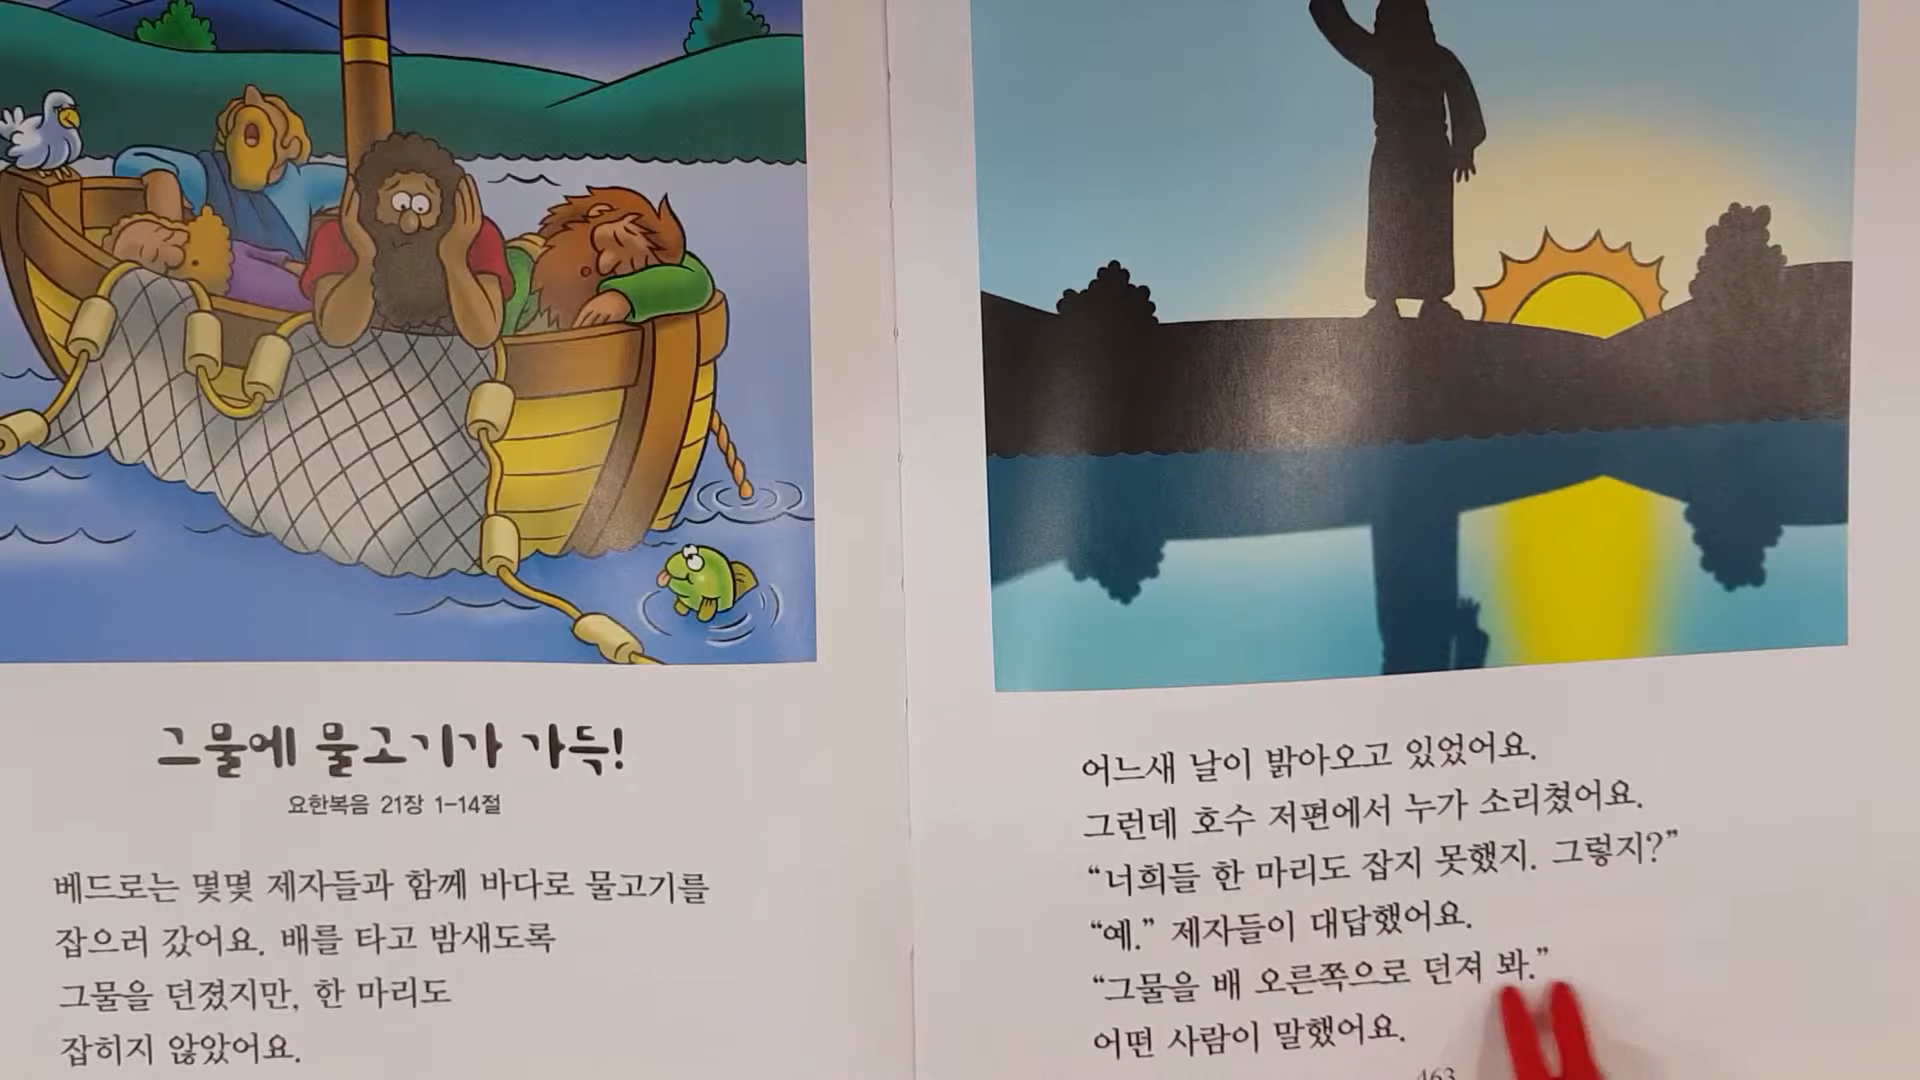 그물에 물고기가 가득!
요한복음 21장 1-14절
베드로는 몇몇 제자들과 함께 바다로 물고기를
잡으러 갔어요. 배를 타고 밤새도록
그물을 던졌지만, 한 마리도
잡히지 않았어요.
어느새 날이 밝아오고 있었어요.
그런데 호수 저편에서 누가 소리쳤어요.
“너희들 한 마리도 잡지 못했지. 그렇지?”
“예.” 제자들이 대답했어요.
“그물을 배 오른쪽으로 던져 봐.”
어떤 사람이 말했어요.
463